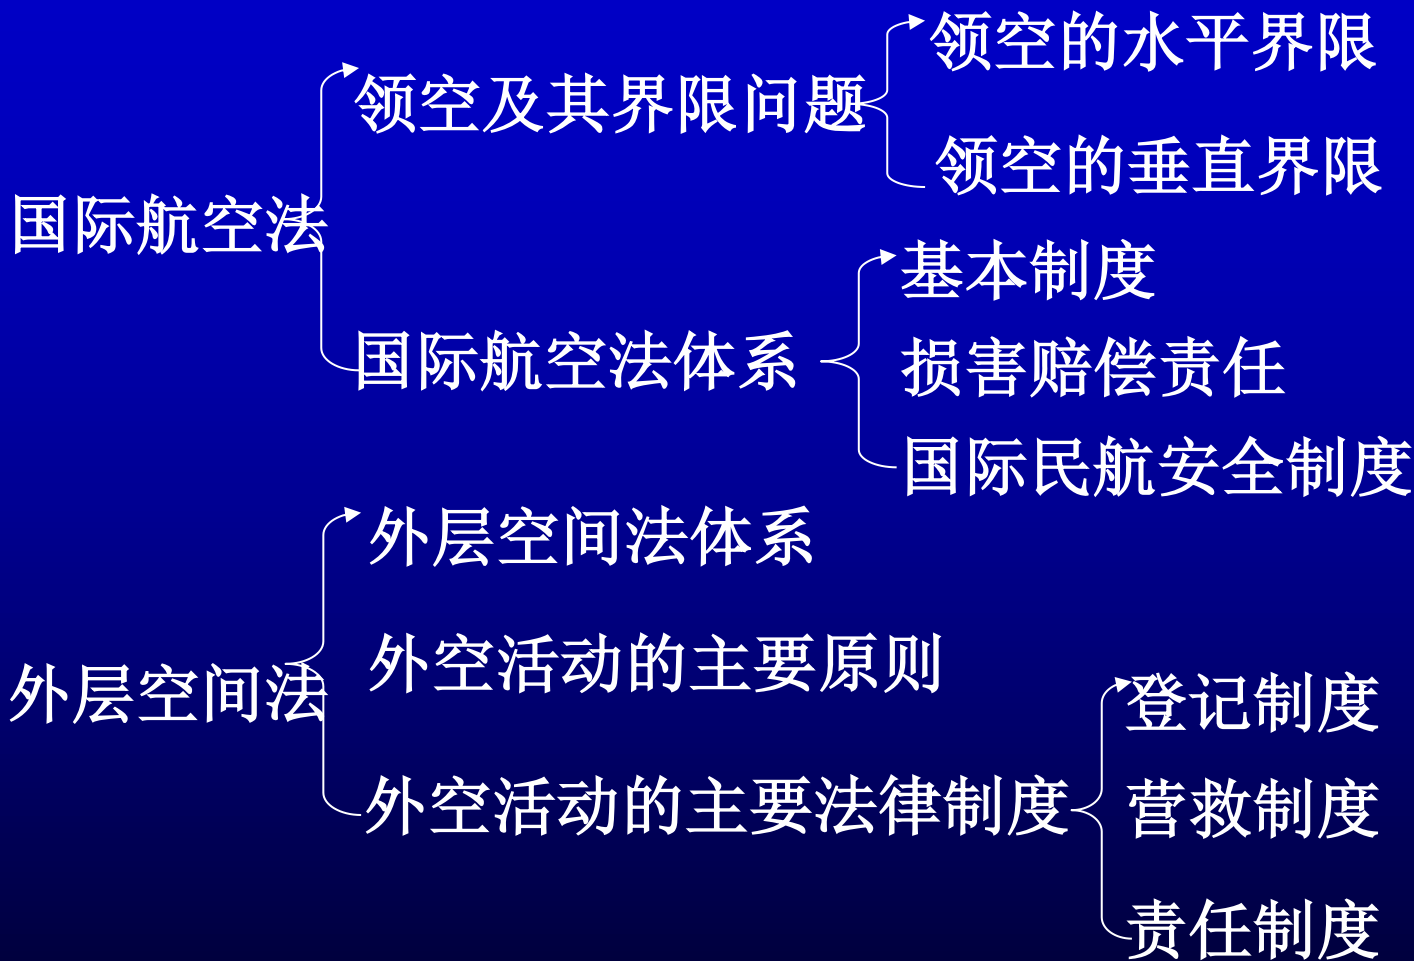 国际航空法
领空及其界限问题
领空的水平界限
领空的垂直界限
国际航空法体系
基本制度
损害赔偿责任
国际民航安全制度
外层空间法
外层空间法体系
外空活动的主要原则
外空活动的主要法律制度
登记制度
营救制度
责任制度